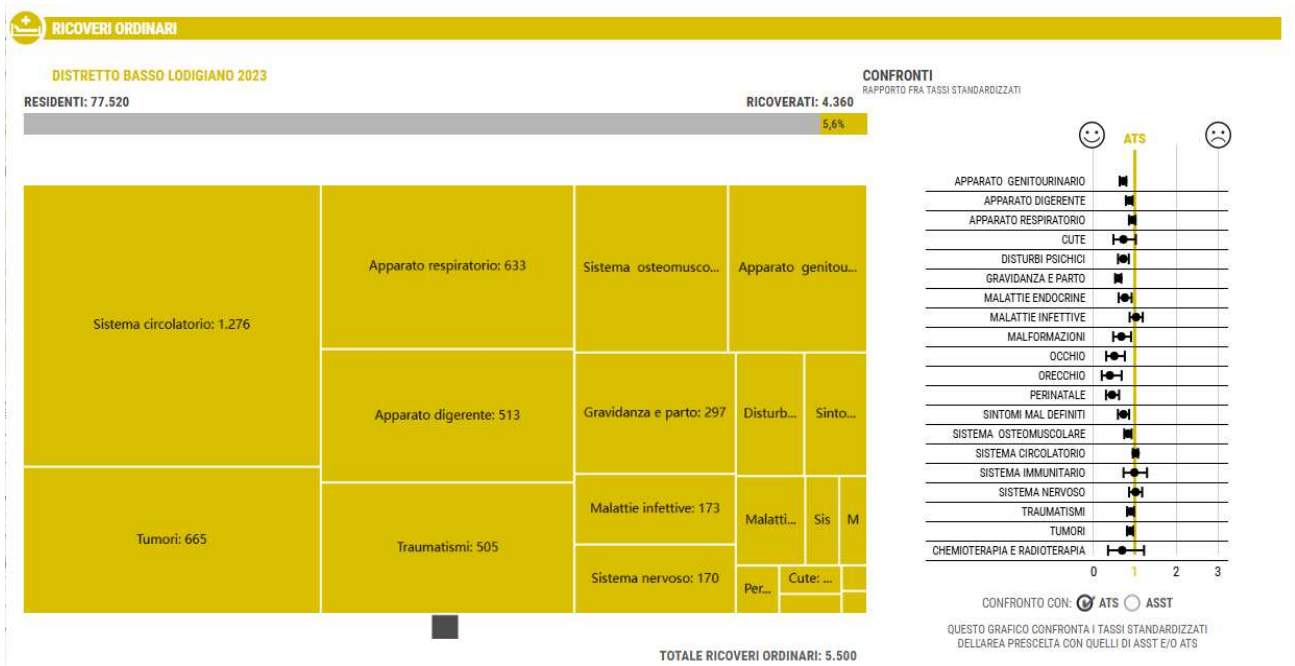 RICOVERI ORDINARI
DISTRETTO BASSO LODIGIANO 2023
RESIDENTI: 77.520
RICOVERATI: 4.360
5,6%
Sistema circolatorio: 1.276
Tumori: 665
Apparato respiratorio: 633
Apparato digerente: 513
Traumatismi: 505
Sistema osteomusco...
Apparato genitou...
Gravidanza e parto: 297
Disturb...
Sinto...
Malattie infettive: 173
Malatti...
Sis
M
Sistema nervoso: 170
Per...
Cute: ...
TOTALE RICOVERI ORDINARI: 5.500
CONFRONTI
RAPPORTO FRA TASSI STANDARDIZZATI
ATS
APPARATO GENITOURINARIO
APPARATO DIGERENTE
APPARATO RESPIRATORIO
CUTE
DISTURBI PSICHICI
GRAVIDANZA E PARTO
MALATTIE ENDOCRINE
MALATTIE INFETTIVE
MALFORMAZIONI
OCCHIO
ORECCHIO
PERINATALE
SINTOMI MAL DEFINITI
SISTEMA OSTEOMUSCOLARE
SISTEMA CIRCOLATORIO
SISTEMA IMMUNITARIO
SISTEMA NERVOSO
TRAUMATISMI
TUMORI
CHEMIOTERAPIA E RADIOTERAPIA
0 1 2 3
CONFRONTO CON: ATS ASST
QUESTO GRAFICO CONFRONTA I TASSI STANDARDIZZATI
DELL'AREA PRESCELTA CON QUELLI DI ASST E/O ATS